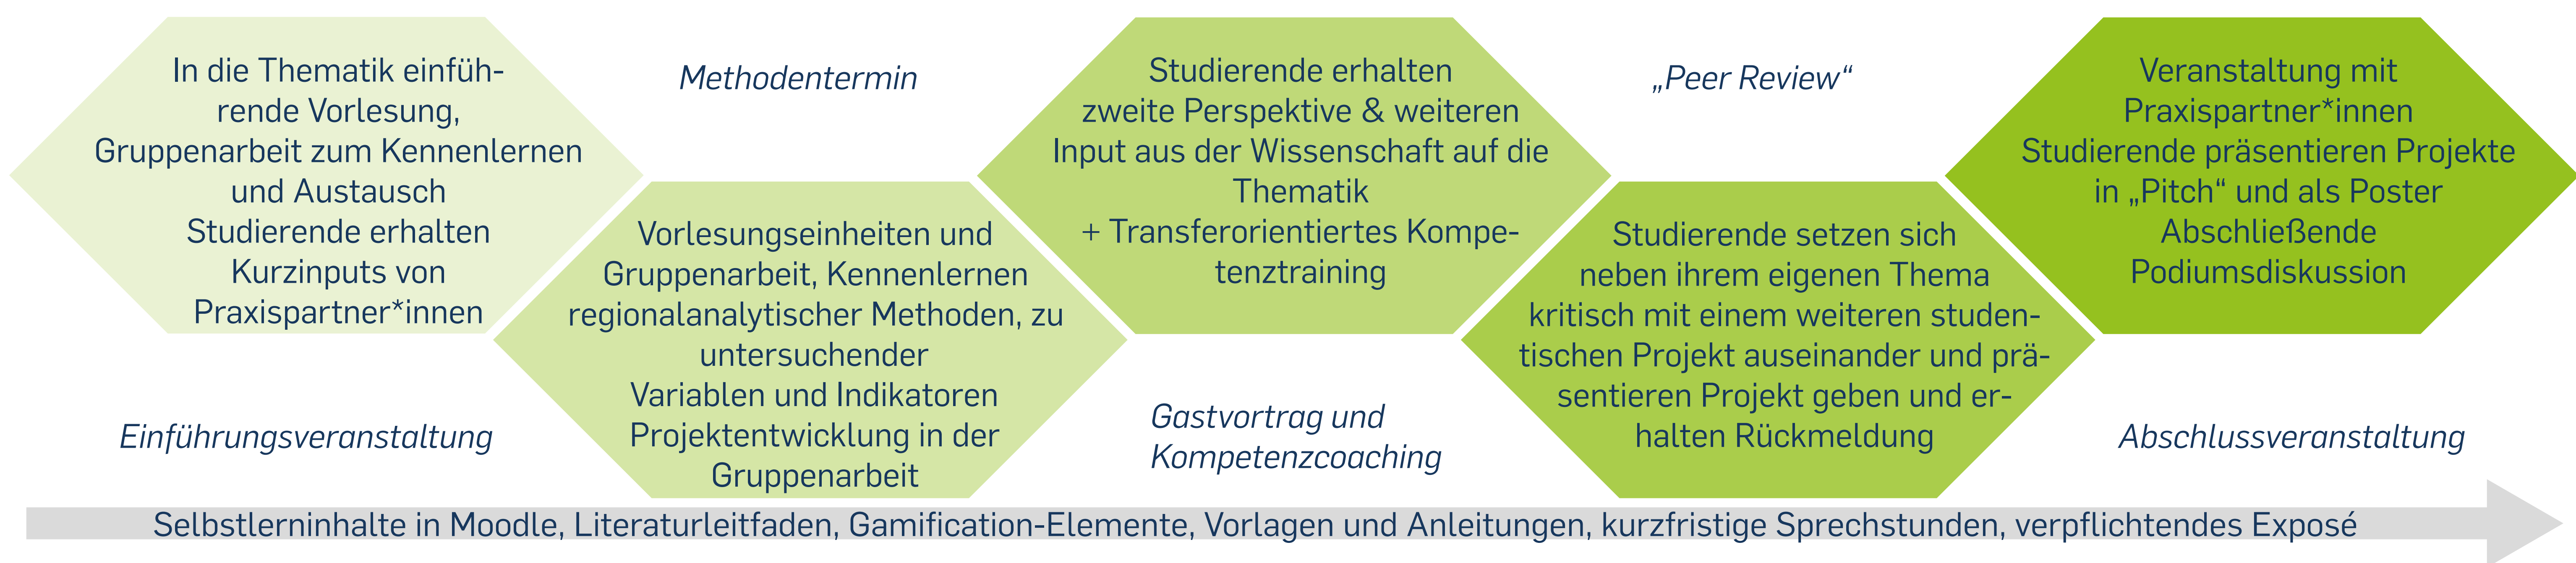 In die Thematik einfüh-
rende Vorlesung,
Gruppenarbeit zum Kennenlernen
und Austausch
Studierende erhalten
Kurzinputs von
Praxispartner*innen
Einführungsveranstaltung
Methodentermin
Vorlesungseinheiten und
Gruppenarbeit, Kennenlernen
regionalanalytischer Methoden, zu
untersuchender
Variablen und Indikatoren
Projektentwicklung in der
Gruppenarbeit
Studierende erhalten
zweite Perspektive & weiteren
Input aus der Wissenschaft auf die
Thematik
+ Transferorientiertes Kompe-
tenztraining
Gastvortrag und
Kompetenzcoaching
„Peer Review“
Studierende setzen sich
neben ihrem eigenen Thema
kritisch mit einem weiteren studen-
tischen Projekt auseinander und prä-
sentieren Projekt geben und er-
halten Rückmeldung
Veranstaltung mit
Praxispartner*innen
Studierende präsentieren Projekte
in „Pitch“ und als Poster
Abschließende
Podiumsdiskussion
Abschlussveranstaltung
Selbstlerninhalte in Moodle, Literaturleitfaden, Gamification-Elemente, Vorlagen und Anleitungen, kurzfristige Sprechstunden, verpflichtendes Exposé